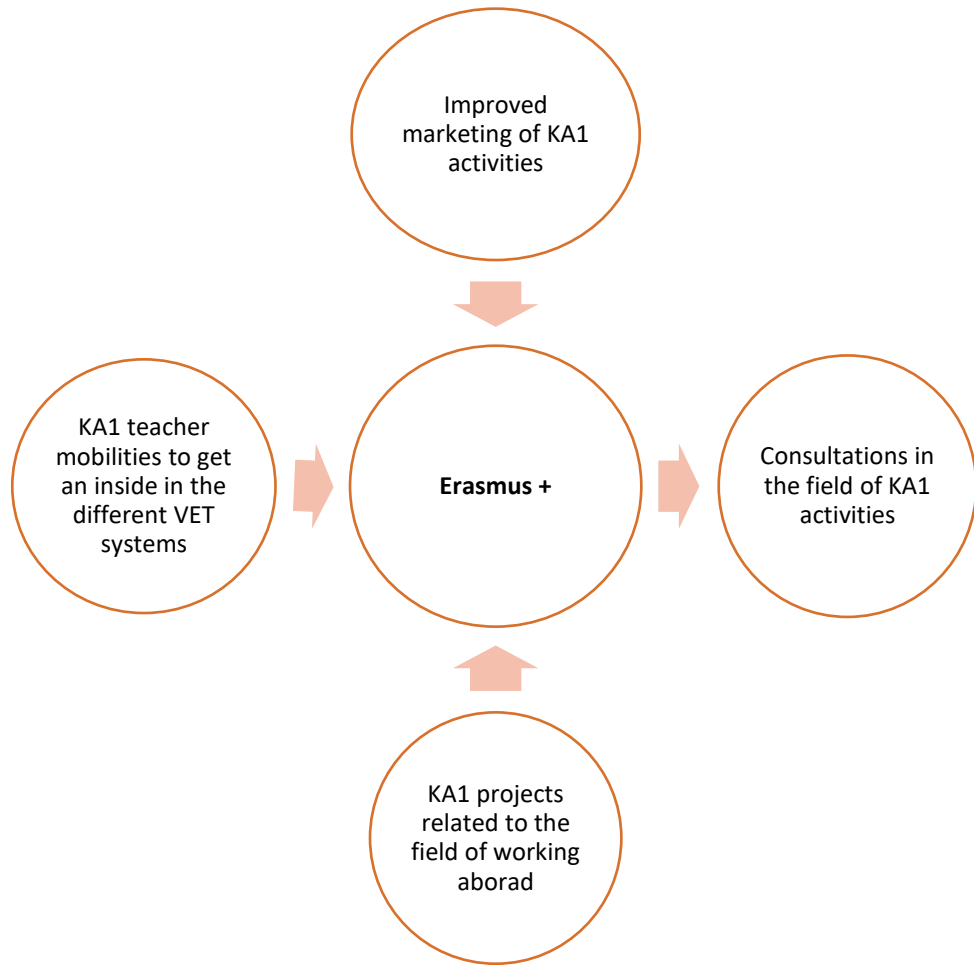 Improved
marketing of KA1
activities
KA1 teacher
mobilities to get
an inside in the
different VET
systems
Erasmus +
Consultations in
the field of KA1
activities
KA1 projects
related to the
field of working
aborad